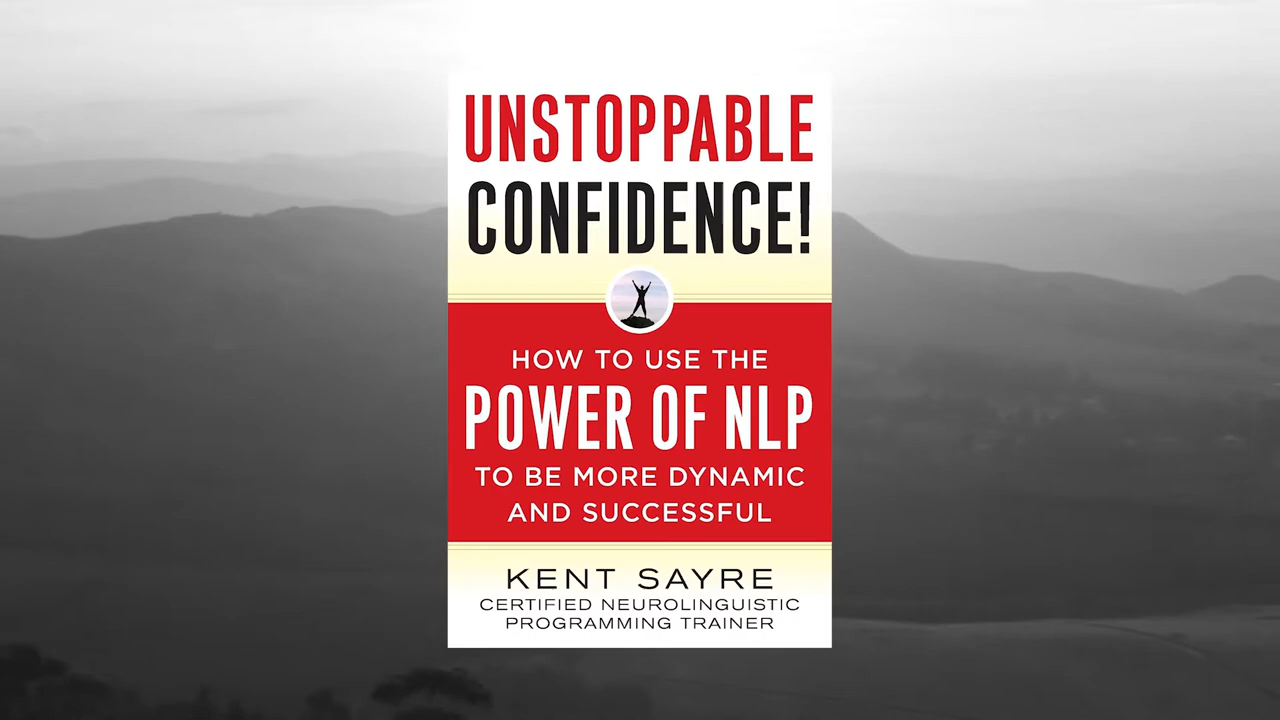 UNSTOPPABLE
CONFIDENCE!
HOW TO USE THE
POWER OF NLP
TO BE MORE DYNAMIC
AND SUCCESSFUL
KENT SAYRE
CERTIFIED NEUROLINGUISTIC
PROGRAMMING TRAINER